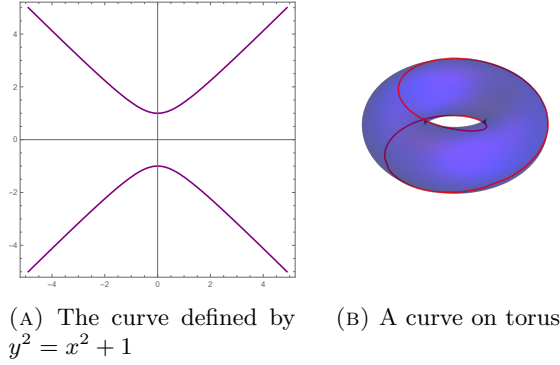 4
2
0
−2
−4
−4 −2 0 2 4
(A) The curve defined by
y² = x² + 1
(B) A curve on torus